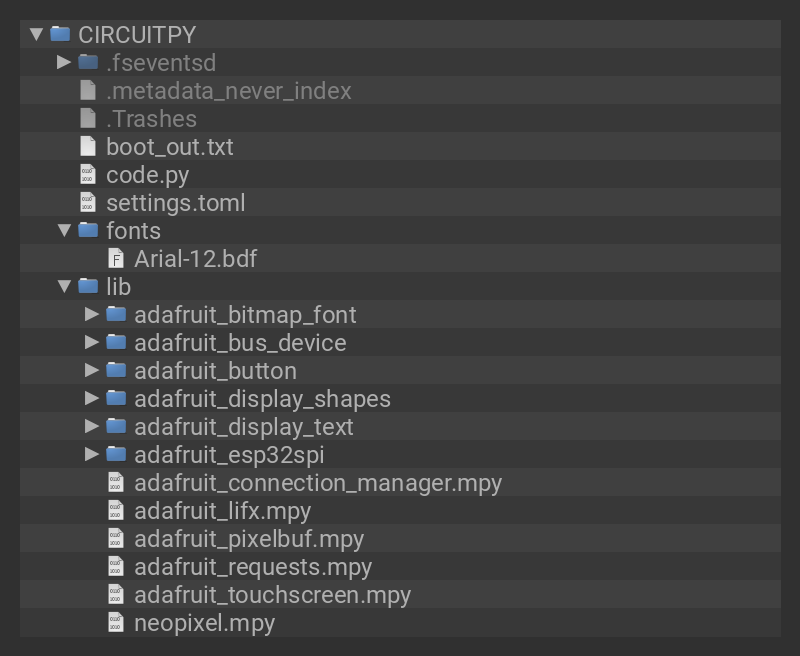 CIRCUITPY
.fseventsd
.metadata_never_index
.Trashes
boot_out.txt
code.py
settings.toml
fonts
Arial-12.bdf
lib
adafruit_bitmap_font
adafruit_bus_device
adafruit_button
adafruit_display_shapes
adafruit_display_text
adafruit_esp32spi
adafruit_connection_manager.mpy
adafruit_lifx.mpy
adafruit_pixelbuf.mpy
adafruit_requests.mpy
adafruit_touchscreen.mpy
neopixel.mpy